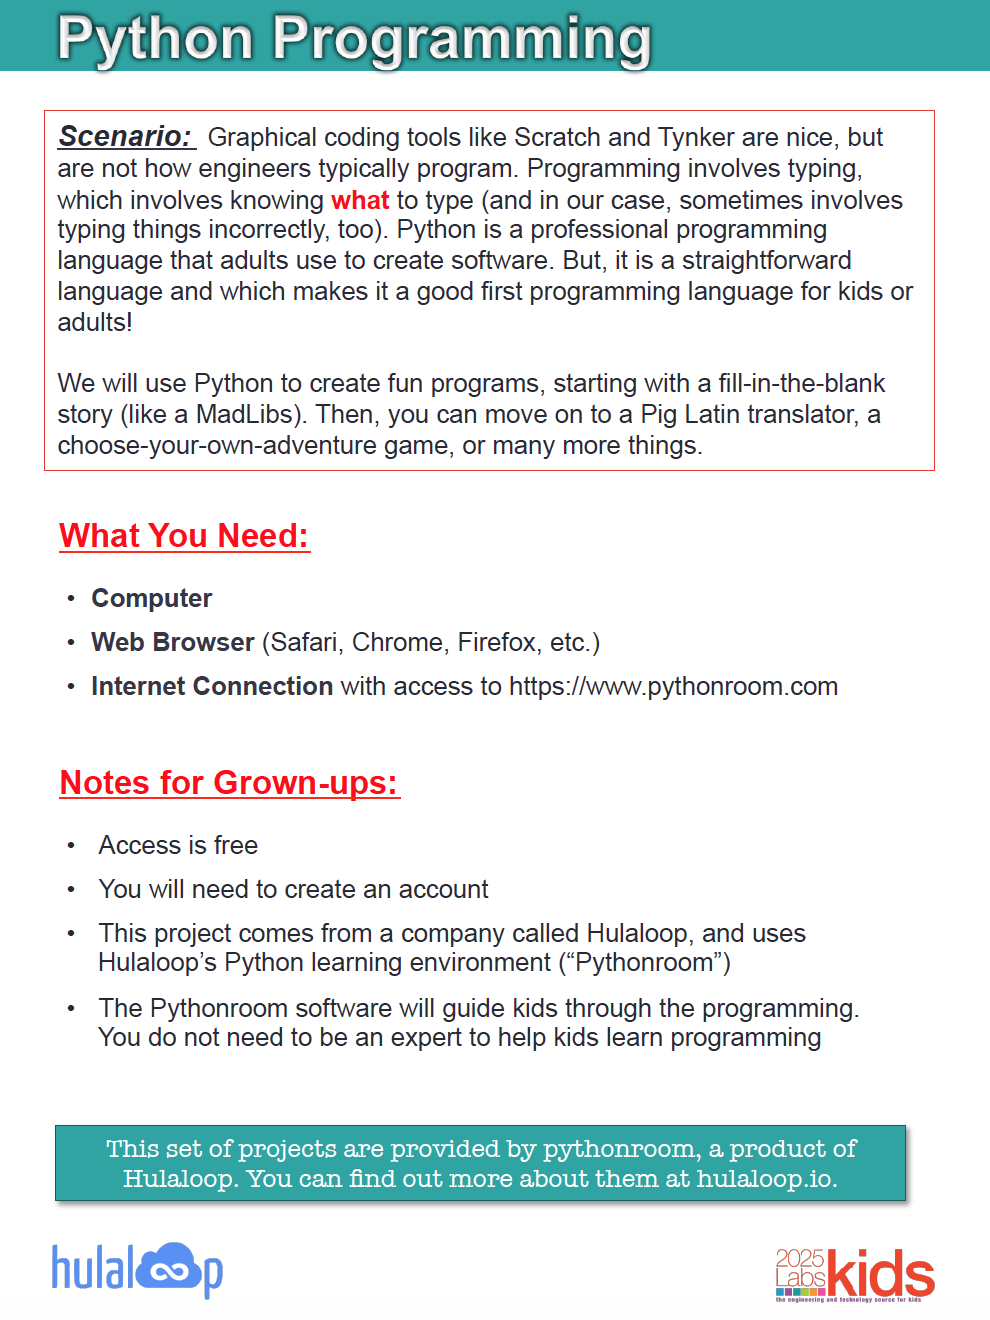 Python Programming
Scenario: Graphical coding tools like Scratch and Tynker are nice, but
are not how engineers typically program. Programming involves typing,
which involves knowing what to type (and in our case, sometimes involves
typing things incorrectly, too). Python is a professional programming
language that adults use to create software. But, it is a straightforward
language and which makes it a good first programming language for kids or
adults!
We will use Python to create fun programs, starting with a fill-in-the-blank
story (like a MadLibs). Then, you can move on to a Pig Latin translator, a
choose-your-own-adventure game, or many more things.
What You Need:
• Computer
• Web Browser (Safari, Chrome, Firefox, etc.)
• Internet Connection with access to https://www.pythonroom.com
Notes for Grown-ups:
• Access is free
• You will need to create an account
• This project comes from a company called Hulaloop, and uses
Hulaloop’s Python learning environment (“Pythonroom”)
• The Pythonroom software will guide kids through the programming.
You do not need to be an expert to help kids learn programming
This set of projects are provided by pythonroom, a product of
Hulaloop. You can find out more about them at hulaloop.io.
hulaloop
2025
Labs
kids
the engineering and technology source for kids